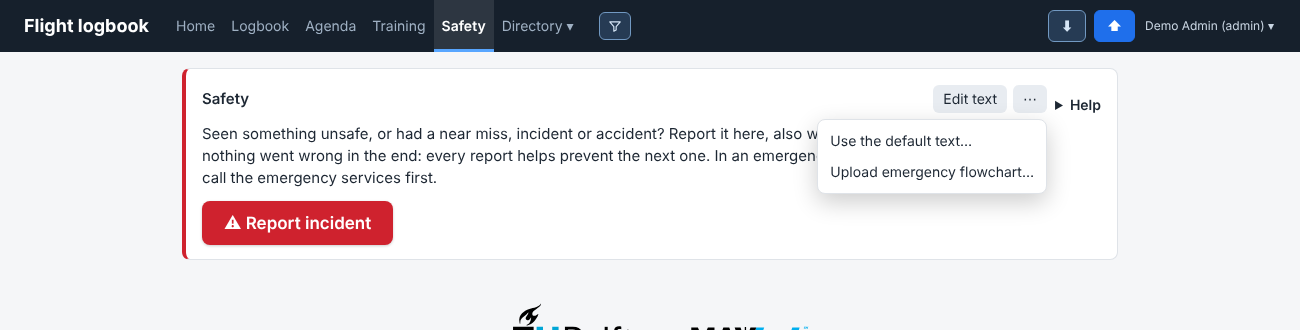 Flight logbook Home Logbook Agenda Training Safety Directory ▾ Demo Admin (admin) ▾
Safety Edit text ··· ▶ Help
Seen something unsafe, or had a near miss, incident or accident? Report it here, also
nothing went wrong in the end: every report helps prevent the next one. In an
call the emergency services first.
Use the default text...
Upload emergency flowchart...
Report incident